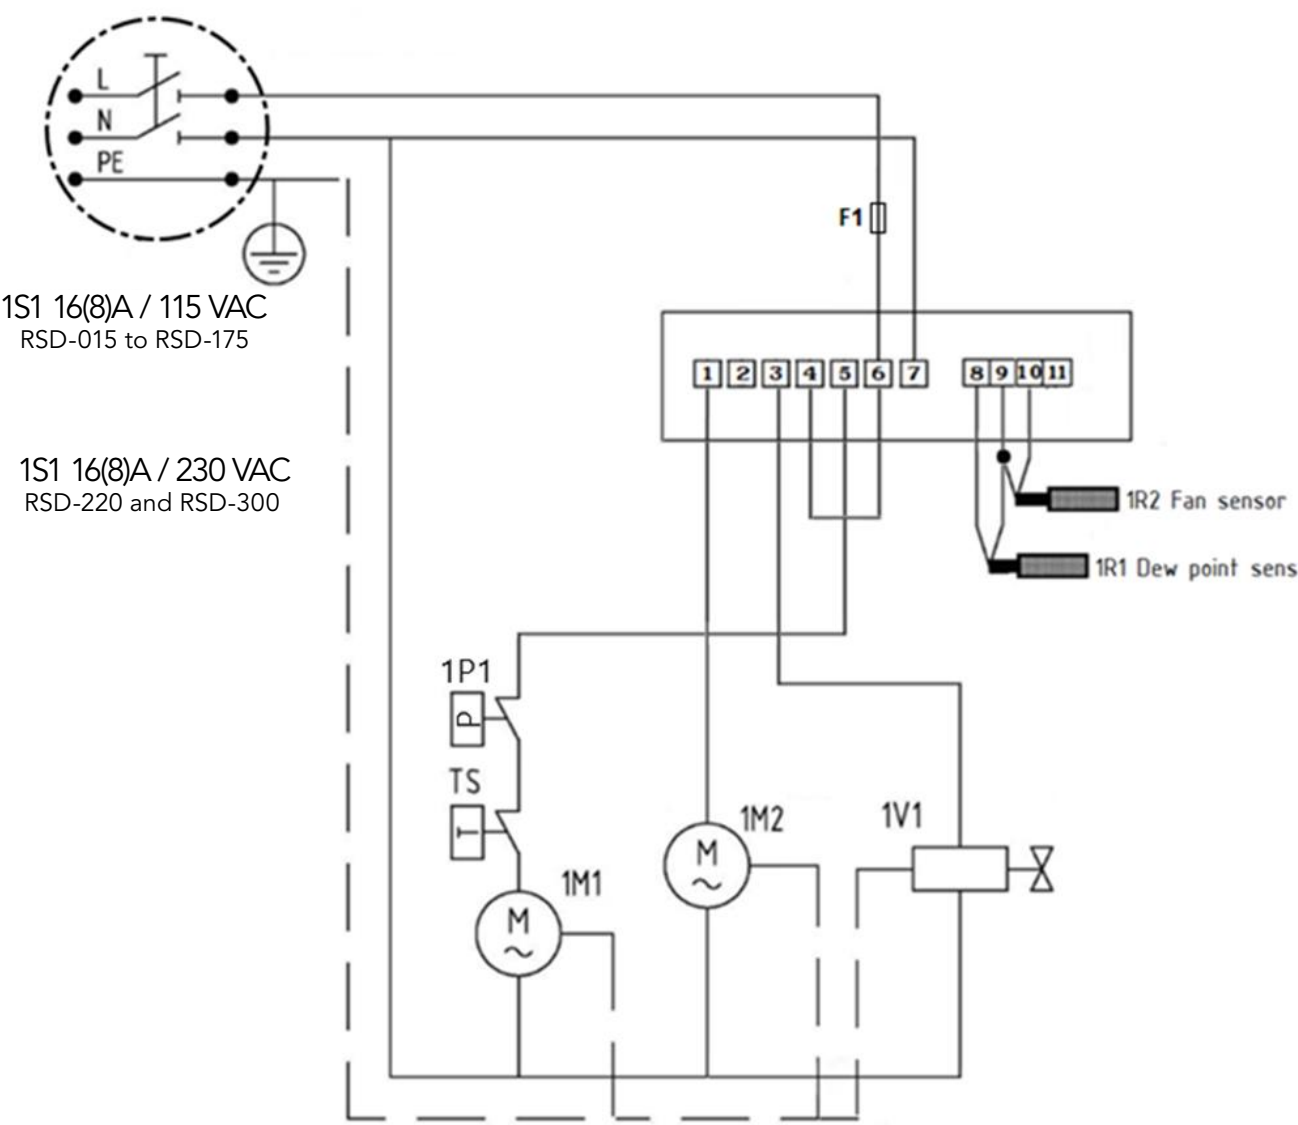 L
N
PE
F1
1S1 16(8)A / 115 VAC
RSD-015 to RSD-175
1 2 3 4 5 6 7 8 9 10 11
1S1 16(8)A / 230 VAC
RSD-220 and RSD-300
1R2 Fan sensor
1R1 Dew point sens
1P1
P
TS
T
1M2
1V1
M
1M1
M